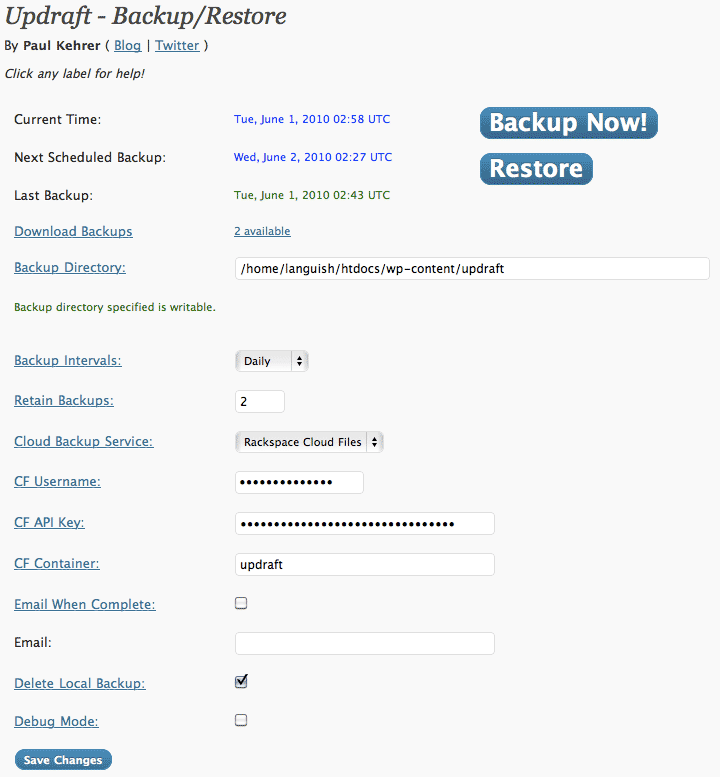 Updraft - Backup/Restore
By Paul Kehrer ( Blog | Twitter )
Click any label for help!
Current Time: Tue, June 1, 2010 02:58 UTC
Backup Now!
Next Scheduled Backup: Wed, June 2, 2010 02:27 UTC
Restore
Last Backup: Tue, June 1, 2010 02:43 UTC
Download Backups 2 available
Backup Directory: /home/languish/htdocs/wp-content/updraft
Backup directory specified is writable.
Backup Intervals: Daily
Retain Backups: 2
Cloud Backup Service: Rackspace Cloud Files
CF Username: ••••••••••••••
CF API Key: ••••••••••••••••••••••••••••••••
CF Container: updraft
Email When Complete:
Email:
Delete Local Backup:
Debug Mode:
Save Changes